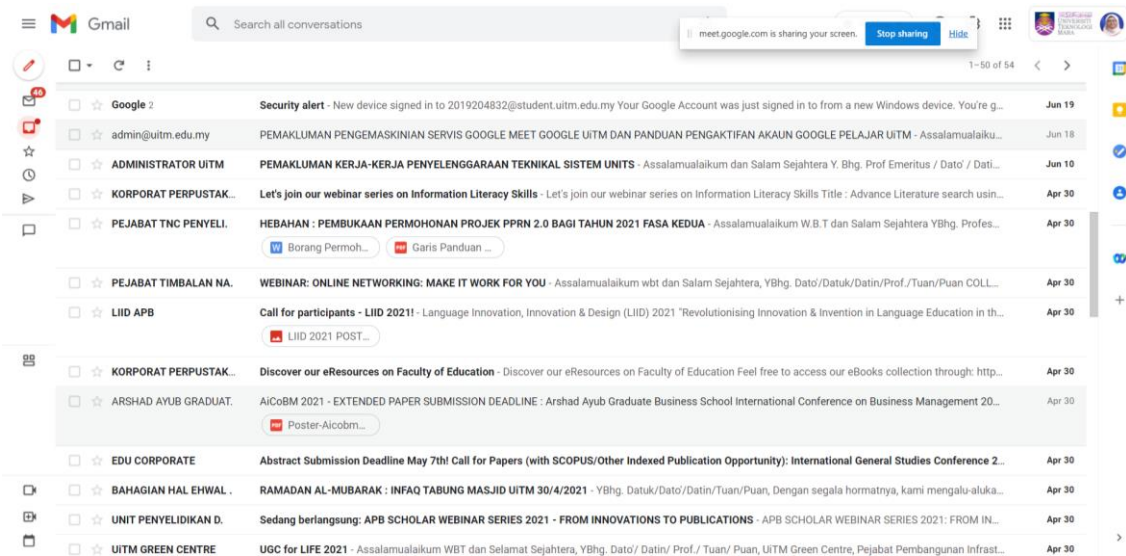 Gmail
Search all conversations
meet.google.com is sharing your screen. Stop sharing Hide
UNIVERSITI TEKNOLOGI MARA
1–50 of 54
46
Google 2 Security alert - New device signed in to 2019204832@student.uitm.edu.my Your Google Account was just signed in to from a new Windows device. You're g... Jun 19
admin@uitm.edu.my PEMAKLUMAN PENGEMASKINIAN SERVIS GOOGLE MEET GOOGLE UiTM DAN PANDUAN PENGAKTIFAN AKAUN GOOGLE PELAJAR UiTM - Assalamualaiku... Jun 18
ADMINISTRATOR UiTM PEMAKLUMAN KERJA-KERJA PENYELENGGARAAN TEKNIKAL SISTEM UNITS - Assalamualaikum dan Salam Sejahtera Y. Bhg. Prof Emeritus / Dato' / Dati... Jun 10
KORPORAT PERPUSTAK... Let's join our webinar series on Information Literacy Skills - Let's join our webinar series on Information Literacy Skills Title : Advance Literature search usin... Apr 30
PEJABAT TNC PENYELI. HEBAHAN : PEMBUKAAN PERMOHONAN PROJEK PPRN 2.0 BAGI TAHUN 2021 FASA KEDUA - Assalamualaikum W.B.T dan Salam Sejahtera YBhg. Profes... Apr 30
W Borang Permoh... PDF Garis Panduan ...
PEJABAT TIMBALAN NA. WEBINAR: ONLINE NETWORKING: MAKE IT WORK FOR YOU - Assalamualaikum wbt dan Salam Sejahtera, YBhg. Dato'/Datuk/Datin/Prof./Tuan/Puan COLL... Apr 30
LIID APB Call for participants - LIID 2021! - Language Innovation, Innovation & Design (LIID) 2021 "Revolutionising Innovation & Invention in Language Education in th... Apr 30
LIID 2021 POST...
KORPORAT PERPUSTAK... Discover our eResources on Faculty of Education - Discover our eResources on Faculty of Education Feel free to access our eBooks collection through: http... Apr 30
ARSHAD AYUB GRADUAT. AiCoBM 2021 - EXTENDED PAPER SUBMISSION DEADLINE : Arshad Ayub Graduate Business School International Conference on Business Management 20... Apr 30
PDF Poster-Aicobm...
EDU CORPORATE Abstract Submission Deadline May 7th! Call for Papers (with SCOPUS/Other Indexed Publication Opportunity): International General Studies Conference 2... Apr 30
BAHAGIAN HAL EHWAL . RAMADAN AL-MUBARAK : INFAQ TABUNG MASJID UiTM 30/4/2021 - YBhg. Datuk/Dato'/Datin/Tuan/Puan, Dengan segala hormatnya, kami mengalu-aluka... Apr 30
UNIT PENYELIDIKAN D. Sedang berlangsung: APB SCHOLAR WEBINAR SERIES 2021 - FROM INNOVATIONS TO PUBLICATIONS - APB SCHOLAR WEBINAR SERIES 2021: FROM IN... Apr 30
UiTM GREEN CENTRE UGC for LIFE 2021 - Assalamualaikum WBT dan Selamat Sejahtera, YBhg. Dato'/ Datin/ Prof./ Tuan/ Puan, UiTM Green Centre, Pejabat Pembangunan Infrast... Apr 30